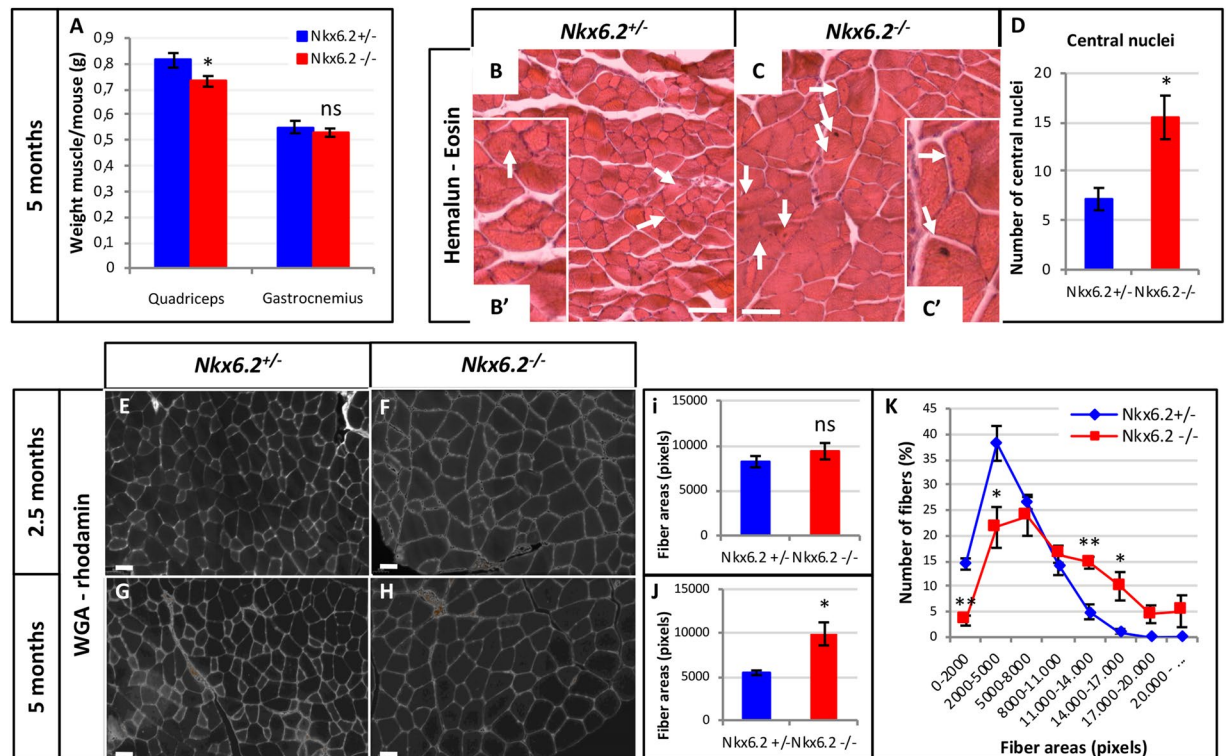 5 months
A
Weight muscle/mouse (g)
0,9
0,8
0,7
0,6
0,5
0,4
0,3
0,2
0,1
0
Nkx6.2+/-
Nkx6.2 -/-
*
ns
Quadriceps Gastrocnemius
Hemalun - Eosin
Nkx6.2+/- Nkx6.2-/-
B
B'
C
C'
D
Central nuclei
Number of central nuclei
20
15
10
5
0
*
Nkx6.2+/- Nkx6.2-/-
Nkx6.2+/- Nkx6.2-/-
2.5 months
5 months
WGA - rhodamin
E
F
G
H
i
Fiber areas (pixels)
15000
10000
5000
0
ns
Nkx6.2 +/- Nkx6.2 -/-
J
Fiber areas (pixels)
15000
10000
5000
0
*
Nkx6.2 +/- Nkx6.2 -/-
K
Number of fibers (%)
45
40
35
30
25
20
15
10
5
0
Nkx6.2+/-
Nkx6.2 -/-
**
*
**
*
0-2000
2000-5000
5000-8000
8000-11000
11.000-14.000
14.000-17.000
17.000-20.000
20.000 - ...
Fiber areas (pixels)